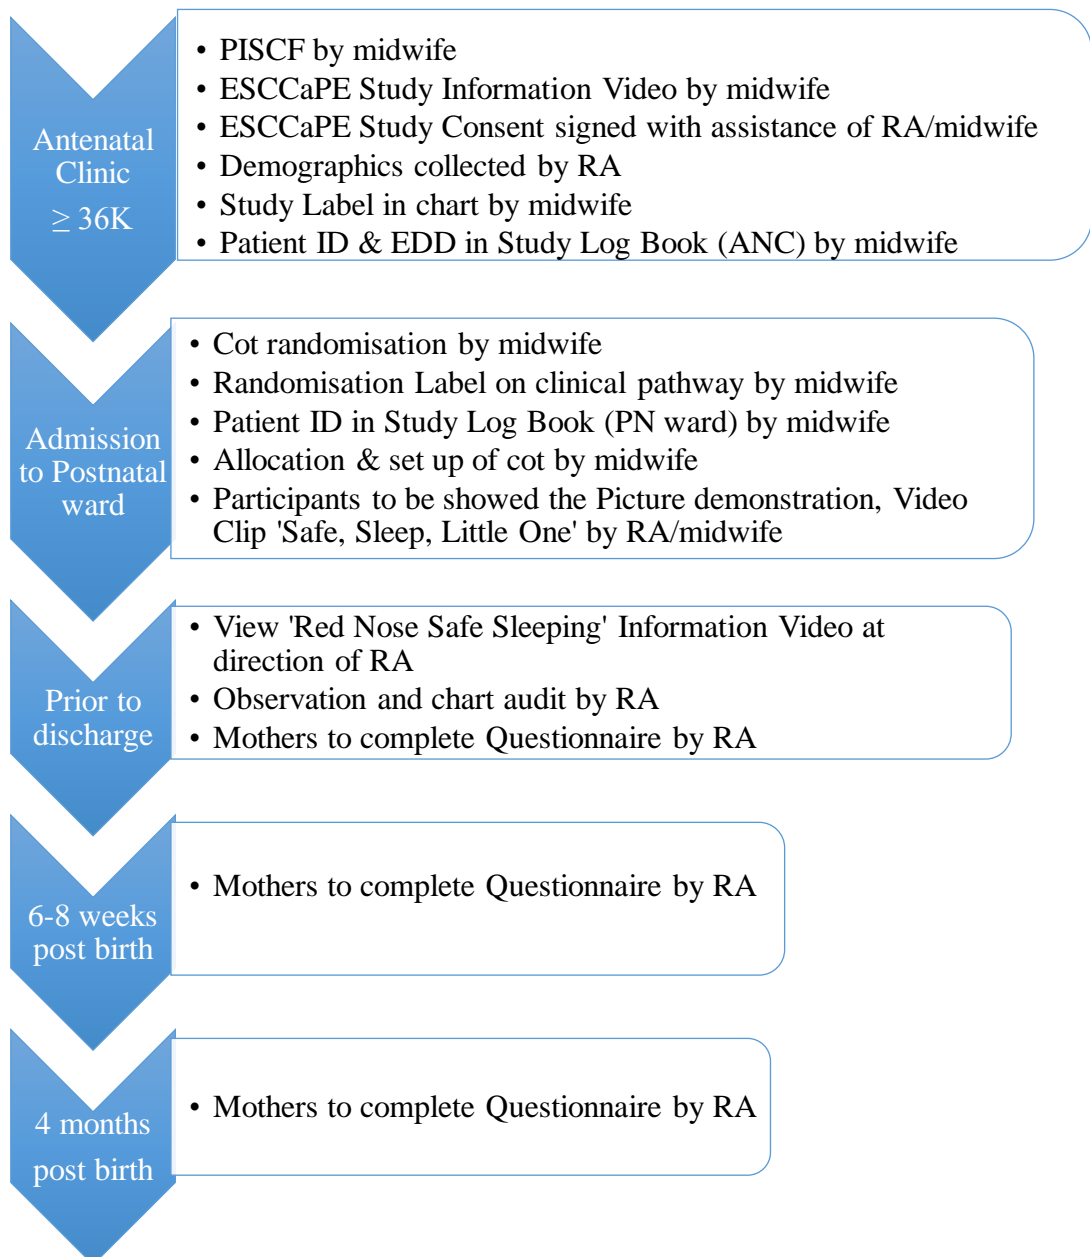 Antenatal
Clinic
≥ 36K
• PISCF by midwife
• ESCCaPE Study Information Video by midwife
• ESCCaPE Study Consent signed with assistance of RA/midwife
• Demographics collected by RA
• Study Label in chart by midwife
• Patient ID & EDD in Study Log Book (ANC) by midwife
Admission
to Postnatal
ward
• Cot randomisation by midwife
• Randomisation Label on clinical pathway by midwife
• Patient ID in Study Log Book (PN ward) by midwife
• Allocation & set up of cot by midwife
• Participants to be showed the Picture demonstration, Video
Clip 'Safe, Sleep, Little One' by RA/midwife
Prior to
discharge
• View 'Red Nose Safe Sleeping' Information Video at
direction of RA
• Observation and chart audit by RA
• Mothers to complete Questionnaire by RA
6-8 weeks
post birth
• Mothers to complete Questionnaire by RA
4 months
post birth
• Mothers to complete Questionnaire by RA